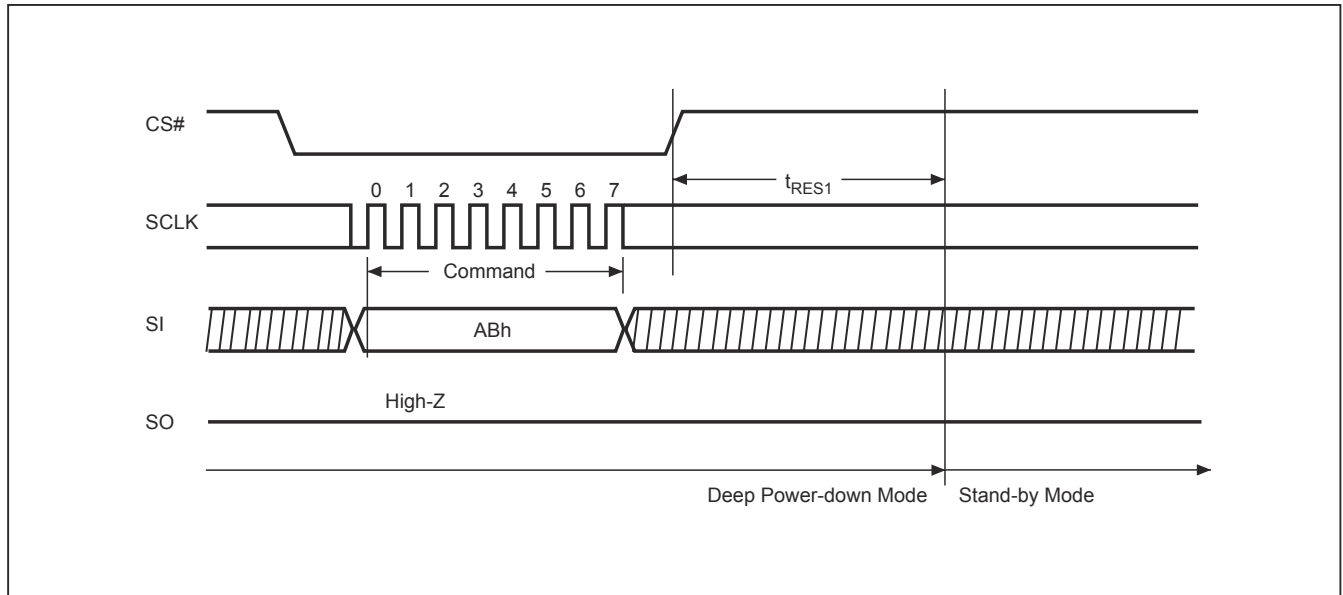 CS#
tRES1
0 1 2 3 4 5 6 7
SCLK
Command
SI
ABh
High-Z
SO
Deep Power-down Mode Stand-by Mode